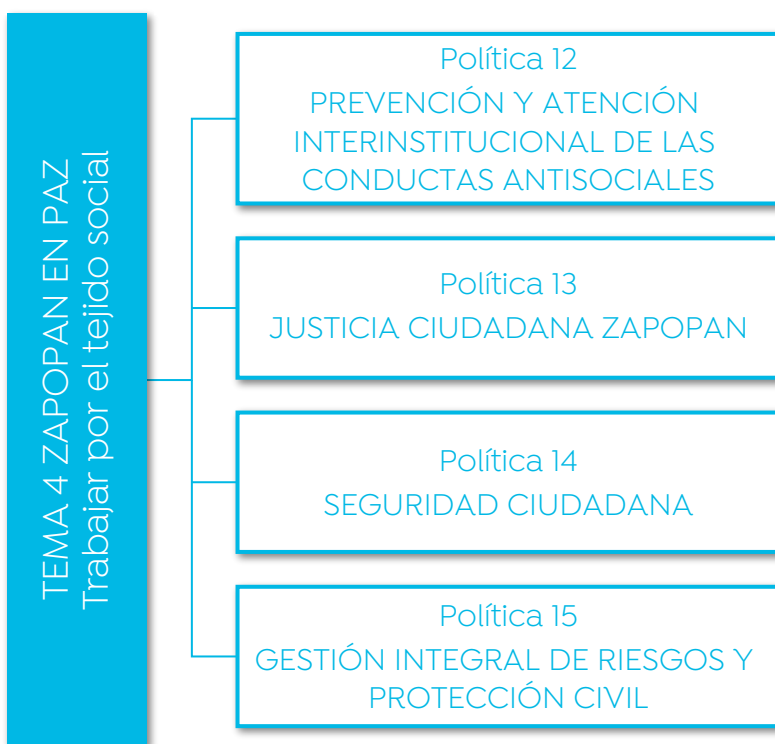 TEMA 4 ZAPOPAN EN PAZ
Trabajar por el tejido social
Política 12
PREVENCIÓN Y ATENCIÓN
INTERINSTITUCIONAL DE LAS
CONDUCTAS ANTISOCIALES
Política 13
JUSTICIA CIUDADANA ZAPOPAN
Política 14
SEGURIDAD CIUDADANA
Política 15
GESTIÓN INTEGRAL DE RIESGOS Y
PROTECCIÓN CIVIL